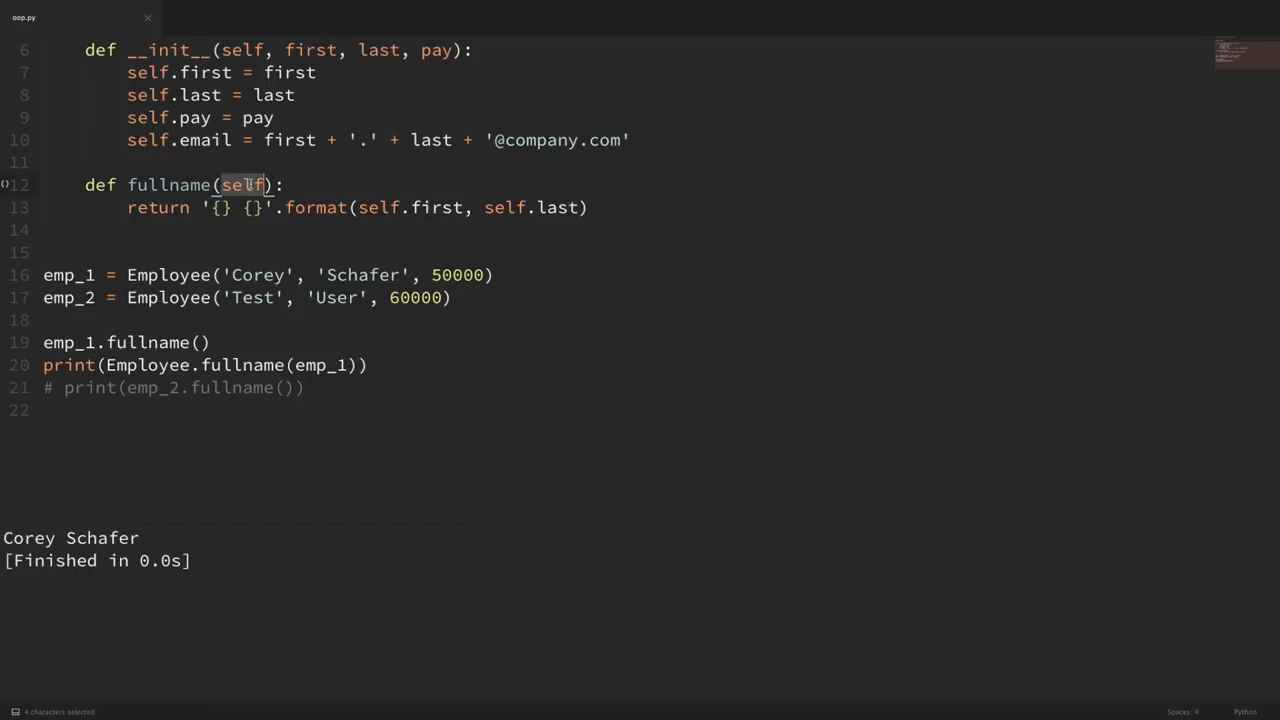 oop.py
6 def __init__(self, first, last, pay):
7 self.first = first
8 self.last = last
9 self.pay = pay
10 self.email = first + '.' + last + '@company.com'
11
12 def fullname(self):
13 return '{} {}'.format(self.first, self.last)
14
15
16 emp_1 = Employee('Corey', 'Schafer', 50000)
17 emp_2 = Employee('Test', 'User', 60000)
18
19 emp_1.fullname()
20 print(Employee.fullname(emp_1))
21 # print(emp_2.fullname())
22
Corey Schafer
[Finished in 0.0s]
4 characters selected
Spaces: 4
Python